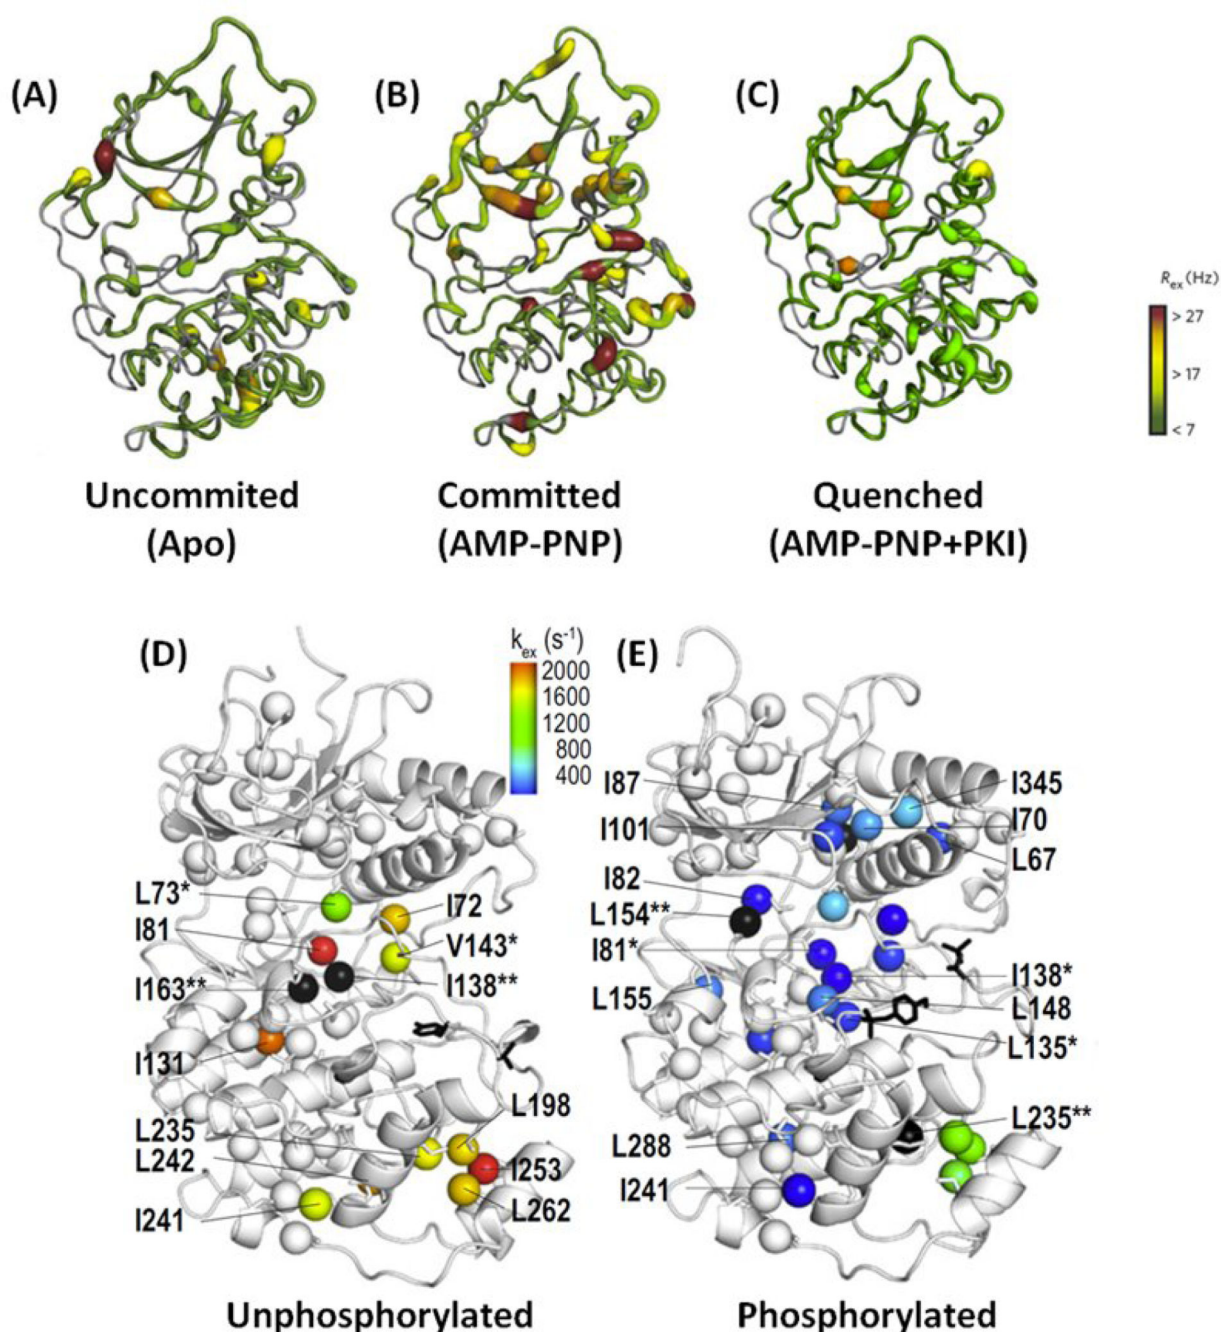 (A)
(B)
(C)
R_ex (Hz)
> 27
> 17
< 7
Uncommited
(Apo)
Committed
(AMP-PNP)
Quenched
(AMP-PNP+PKI)
(D)
k_ex (s⁻¹)
2000
1600
1200
800
400
(E)
L73*
I81
I163**
I131
L235
L242
I241
I72
V143*
I138**
L198
I253
L262
I87
I101
I82
L154**
I81*
L155
L288
I241
I345
I70
L67
I138*
L148
L135*
L235**
Unphosphorylated
Phosphorylated